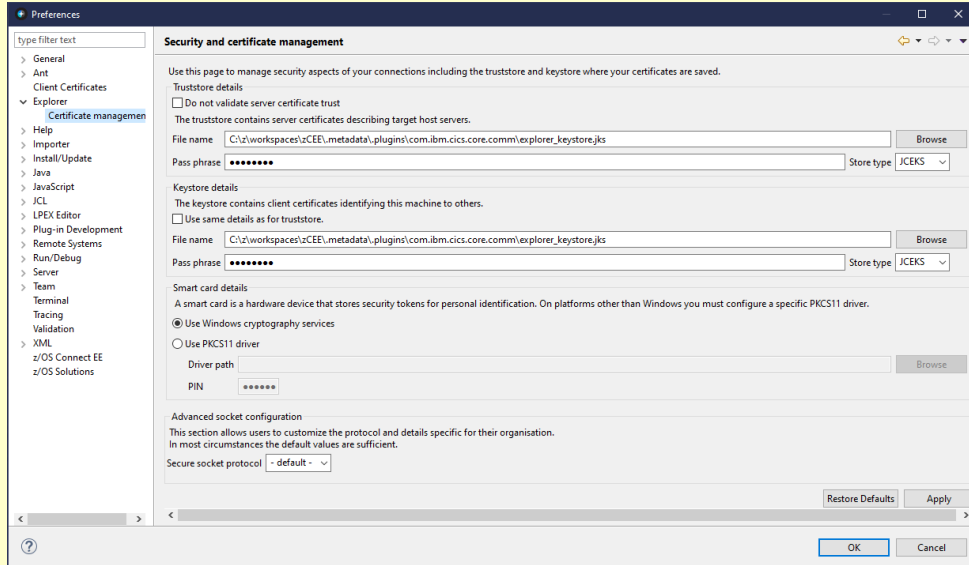 Preferences
type filter text
General
Ant
Client Certificates
Explorer
Certificate managemen
Help
Importer
Install/Update
Java
JavaScript
JCL
LPEX Editor
Plug-in Development
Remote Systems
Run/Debug
Server
Team
Terminal
Tracing
Validation
XML
z/OS Connect EE
z/OS Solutions
Security and certificate management
Use this page to manage security aspects of your connections including the truststore and keystore where your certificates are saved.
Truststore details
Do not validate server certificate trust
The truststore contains server certificates describing target host servers.
File name C:\z\workspaces\zCEE\.metadata\.plugins\com.ibm.cics.core.comm\explorer_keystore.jks Browse
Pass phrase ●●●●●●●● Store type JCEKS
Keystore details
The keystore contains client certificates identifying this machine to others.
Use same details as for truststore.
File name C:\z\workspaces\zCEE\.metadata\.plugins\com.ibm.cics.core.comm\explorer_keystore.jks Browse
Pass phrase ●●●●●●●● Store type JCEKS
Smart card details
A smart card is a hardware device that stores security tokens for personal identification. On platforms other than Windows you must configure a specific PKCS11 driver.
Use Windows cryptography services
Use PKCS11 driver
Driver path Browse
PIN ●●●●●●
Advanced socket configuration
This section allows users to customize the protocol and details specific for their organisation.
In most circumstances the default values are sufficient.
Secure socket protocol - default -
Restore Defaults Apply
? OK Cancel